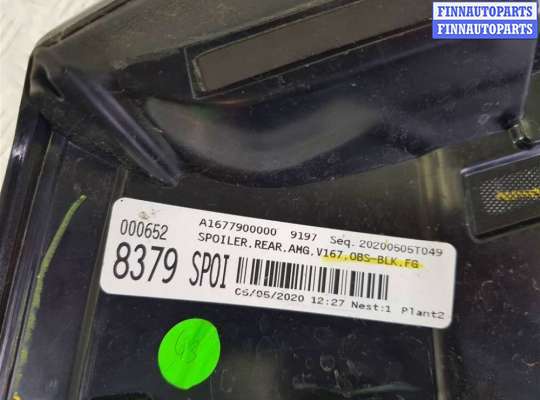 FINNAUTOPARTS
FINNAUTOPARTS
000652
A1677900000 9197 Seq. 20200505T049
SPOILER,REAR,AMG,V167,OBS-BLK,FG
8379 SPOI
05/05/2020 12:27 Nest:1 Plant2